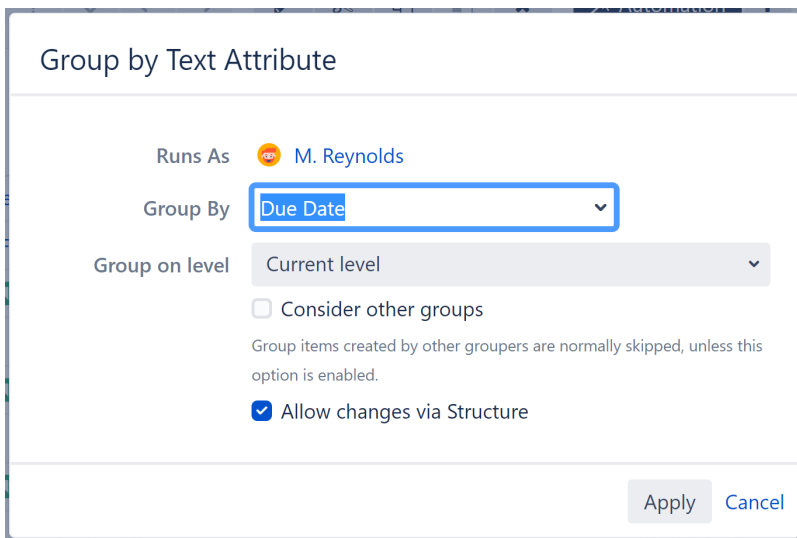 Automation
Group by Text Attribute
Runs As M. Reynolds
Group By Due Date
Group on level Current level
Consider other groups
Group items created by other groupers are normally skipped, unless this
option is enabled.
Allow changes via Structure
Apply Cancel